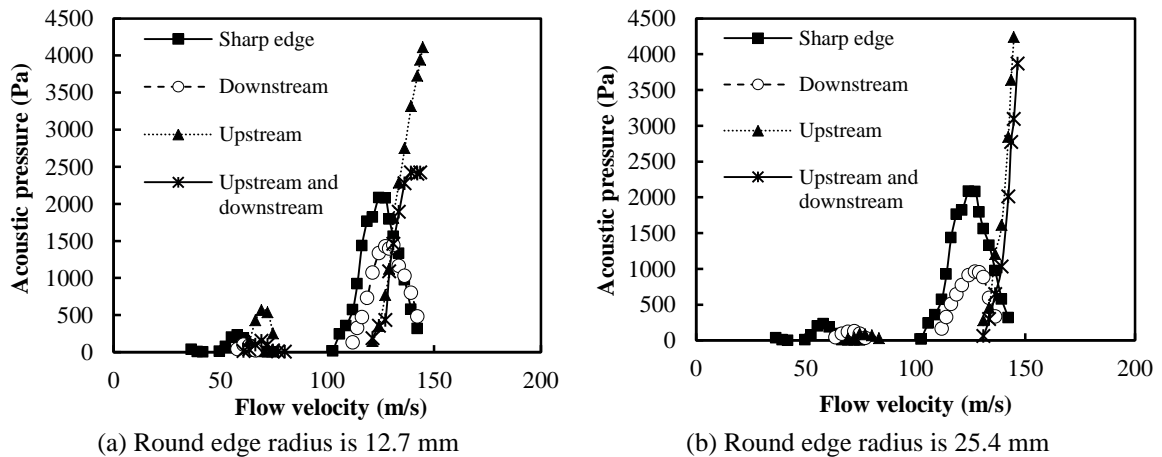 4500
4000
3500
3000
2500
2000
1500
1000
500
0
Acoustic pressure (Pa)
Sharp edge
Downstream
Upstream
Upstream and
downstream
0 50 100 150 200
Flow velocity (m/s)
(a) Round edge radius is 12.7 mm
4500
4000
3500
3000
2500
2000
1500
1000
500
0
Acoustic pressure (Pa)
Sharp edge
Downstream
Upstream
Upstream and
downstream
0 50 100 150 200
Flow velocity (m/s)
(b) Round edge radius is 25.4 mm